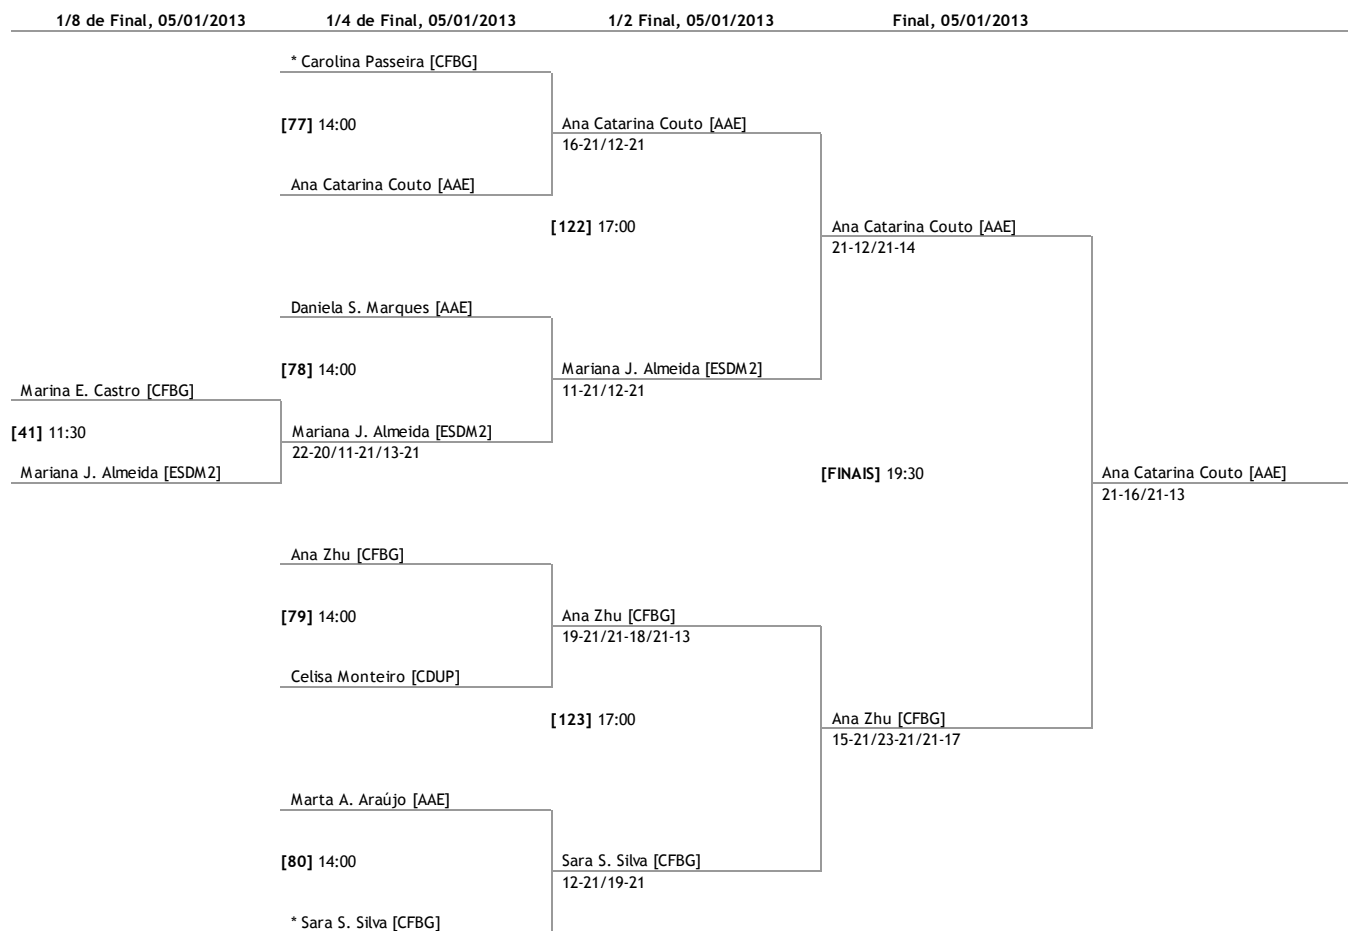 1/8 de Final, 05/01/2013 1/4 de Final, 05/01/2013 1/2 Final, 05/01/2013 Final, 05/01/2013
* Carolina Passeira [CFBG]
[77] 14:00 Ana Catarina Couto [AAE]
16-21/12-21
Ana Catarina Couto [AAE]
[122] 17:00 Ana Catarina Couto [AAE]
21-12/21-14
Daniela S. Marques [AAE]
[78] 14:00 Mariana J. Almeida [ESDM2]
Marina E. Castro [CFBG] 11-21/12-21
[41] 11:30 Mariana J. Almeida [ESDM2]
22-20/11-21/13-21
Mariana J. Almeida [ESDM2] [FINAIS] 19:30 Ana Catarina Couto [AAE]
21-16/21-13
Ana Zhu [CFBG]
[79] 14:00 Ana Zhu [CFBG]
19-21/21-18/21-13
Celisa Monteiro [CDUP]
[123] 17:00 Ana Zhu [CFBG]
15-21/23-21/21-17
Marta A. Araújo [AAE]
[80] 14:00 Sara S. Silva [CFBG]
12-21/19-21
* Sara S. Silva [CFBG]